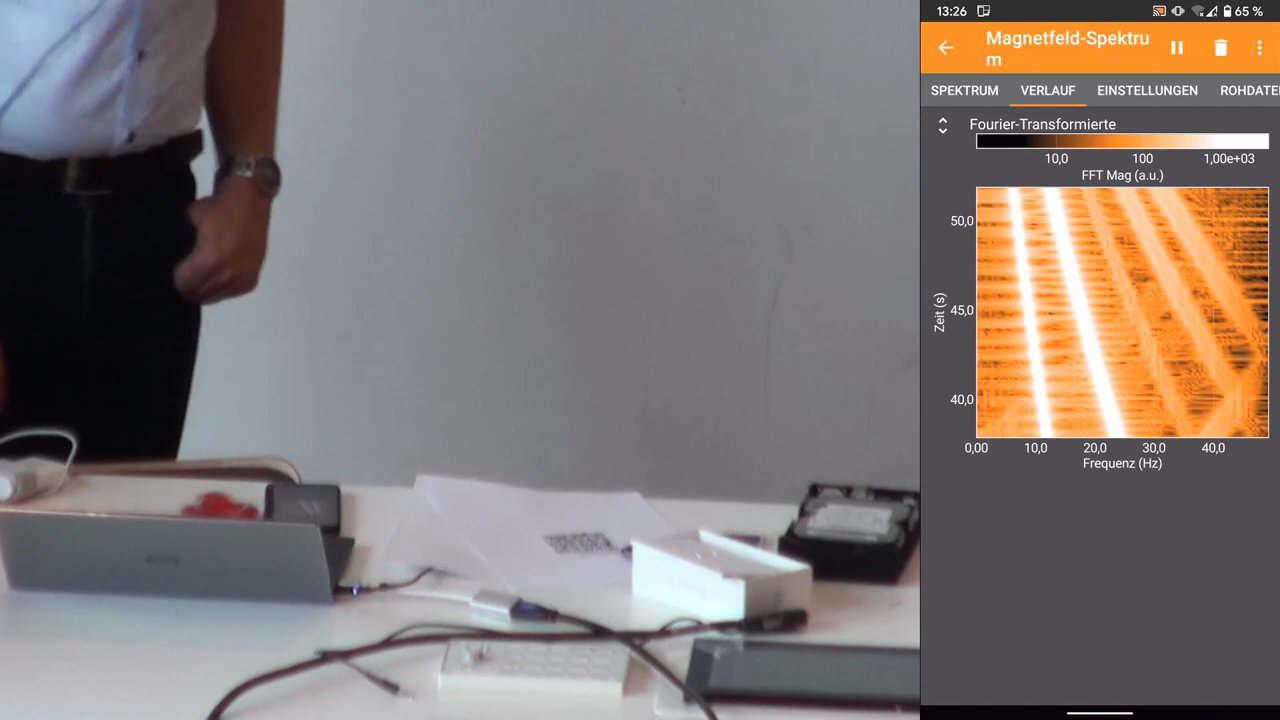 13:26
65 %
Magnetfeld-Spektru
m
SPEKTRUM VERLAUF EINSTELLUNGEN ROHDATE
Fourier-Transformierte
10,0 100 1,00e+03
FFT Mag (a.u.)
50,0
45,0
40,0
Zeit (s)
0,00 10,0 20,0 30,0 40,0
Frequenz (Hz)